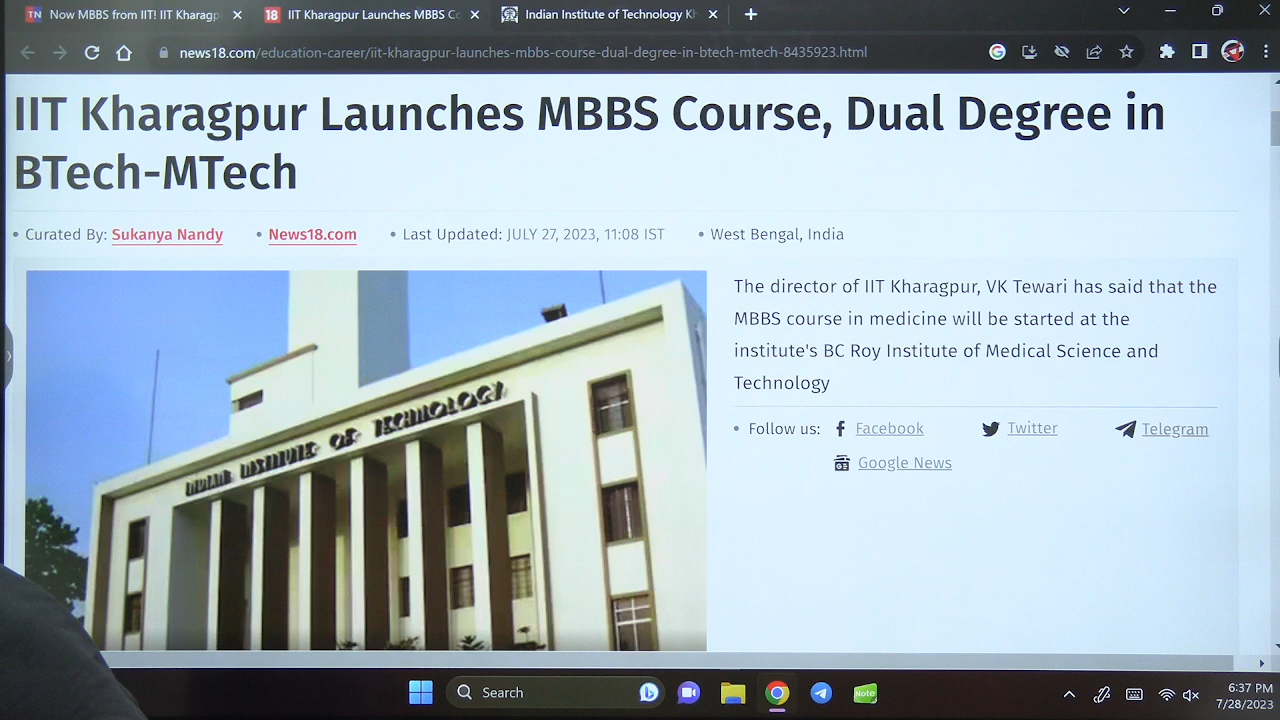 Now MBBS from IIT! IIT Kharagp
IIT Kharagpur Launches MBBS Co
Indian Institute of Technology Kh
news18.com/education-career/iit-kharagpur-launches-mbbs-course-dual-degree-in-btech-mtech-8435923.html
IIT Kharagpur Launches MBBS Course, Dual Degree in
BTech-MTech
• Curated By: Sukanya Nandy • News18.com • Last Updated: JULY 27, 2023, 11:08 IST • West Bengal, India
INDIAN INSTITUTE OF TECHNOLOGY
The director of IIT Kharagpur, VK Tewari has said that the
MBBS course in medicine will be started at the
institute's BC Roy Institute of Medical Science and
Technology
• Follow us: Facebook Twitter Telegram
Google News
Search
Note
6:37 PM
7/28/2023
TN
18